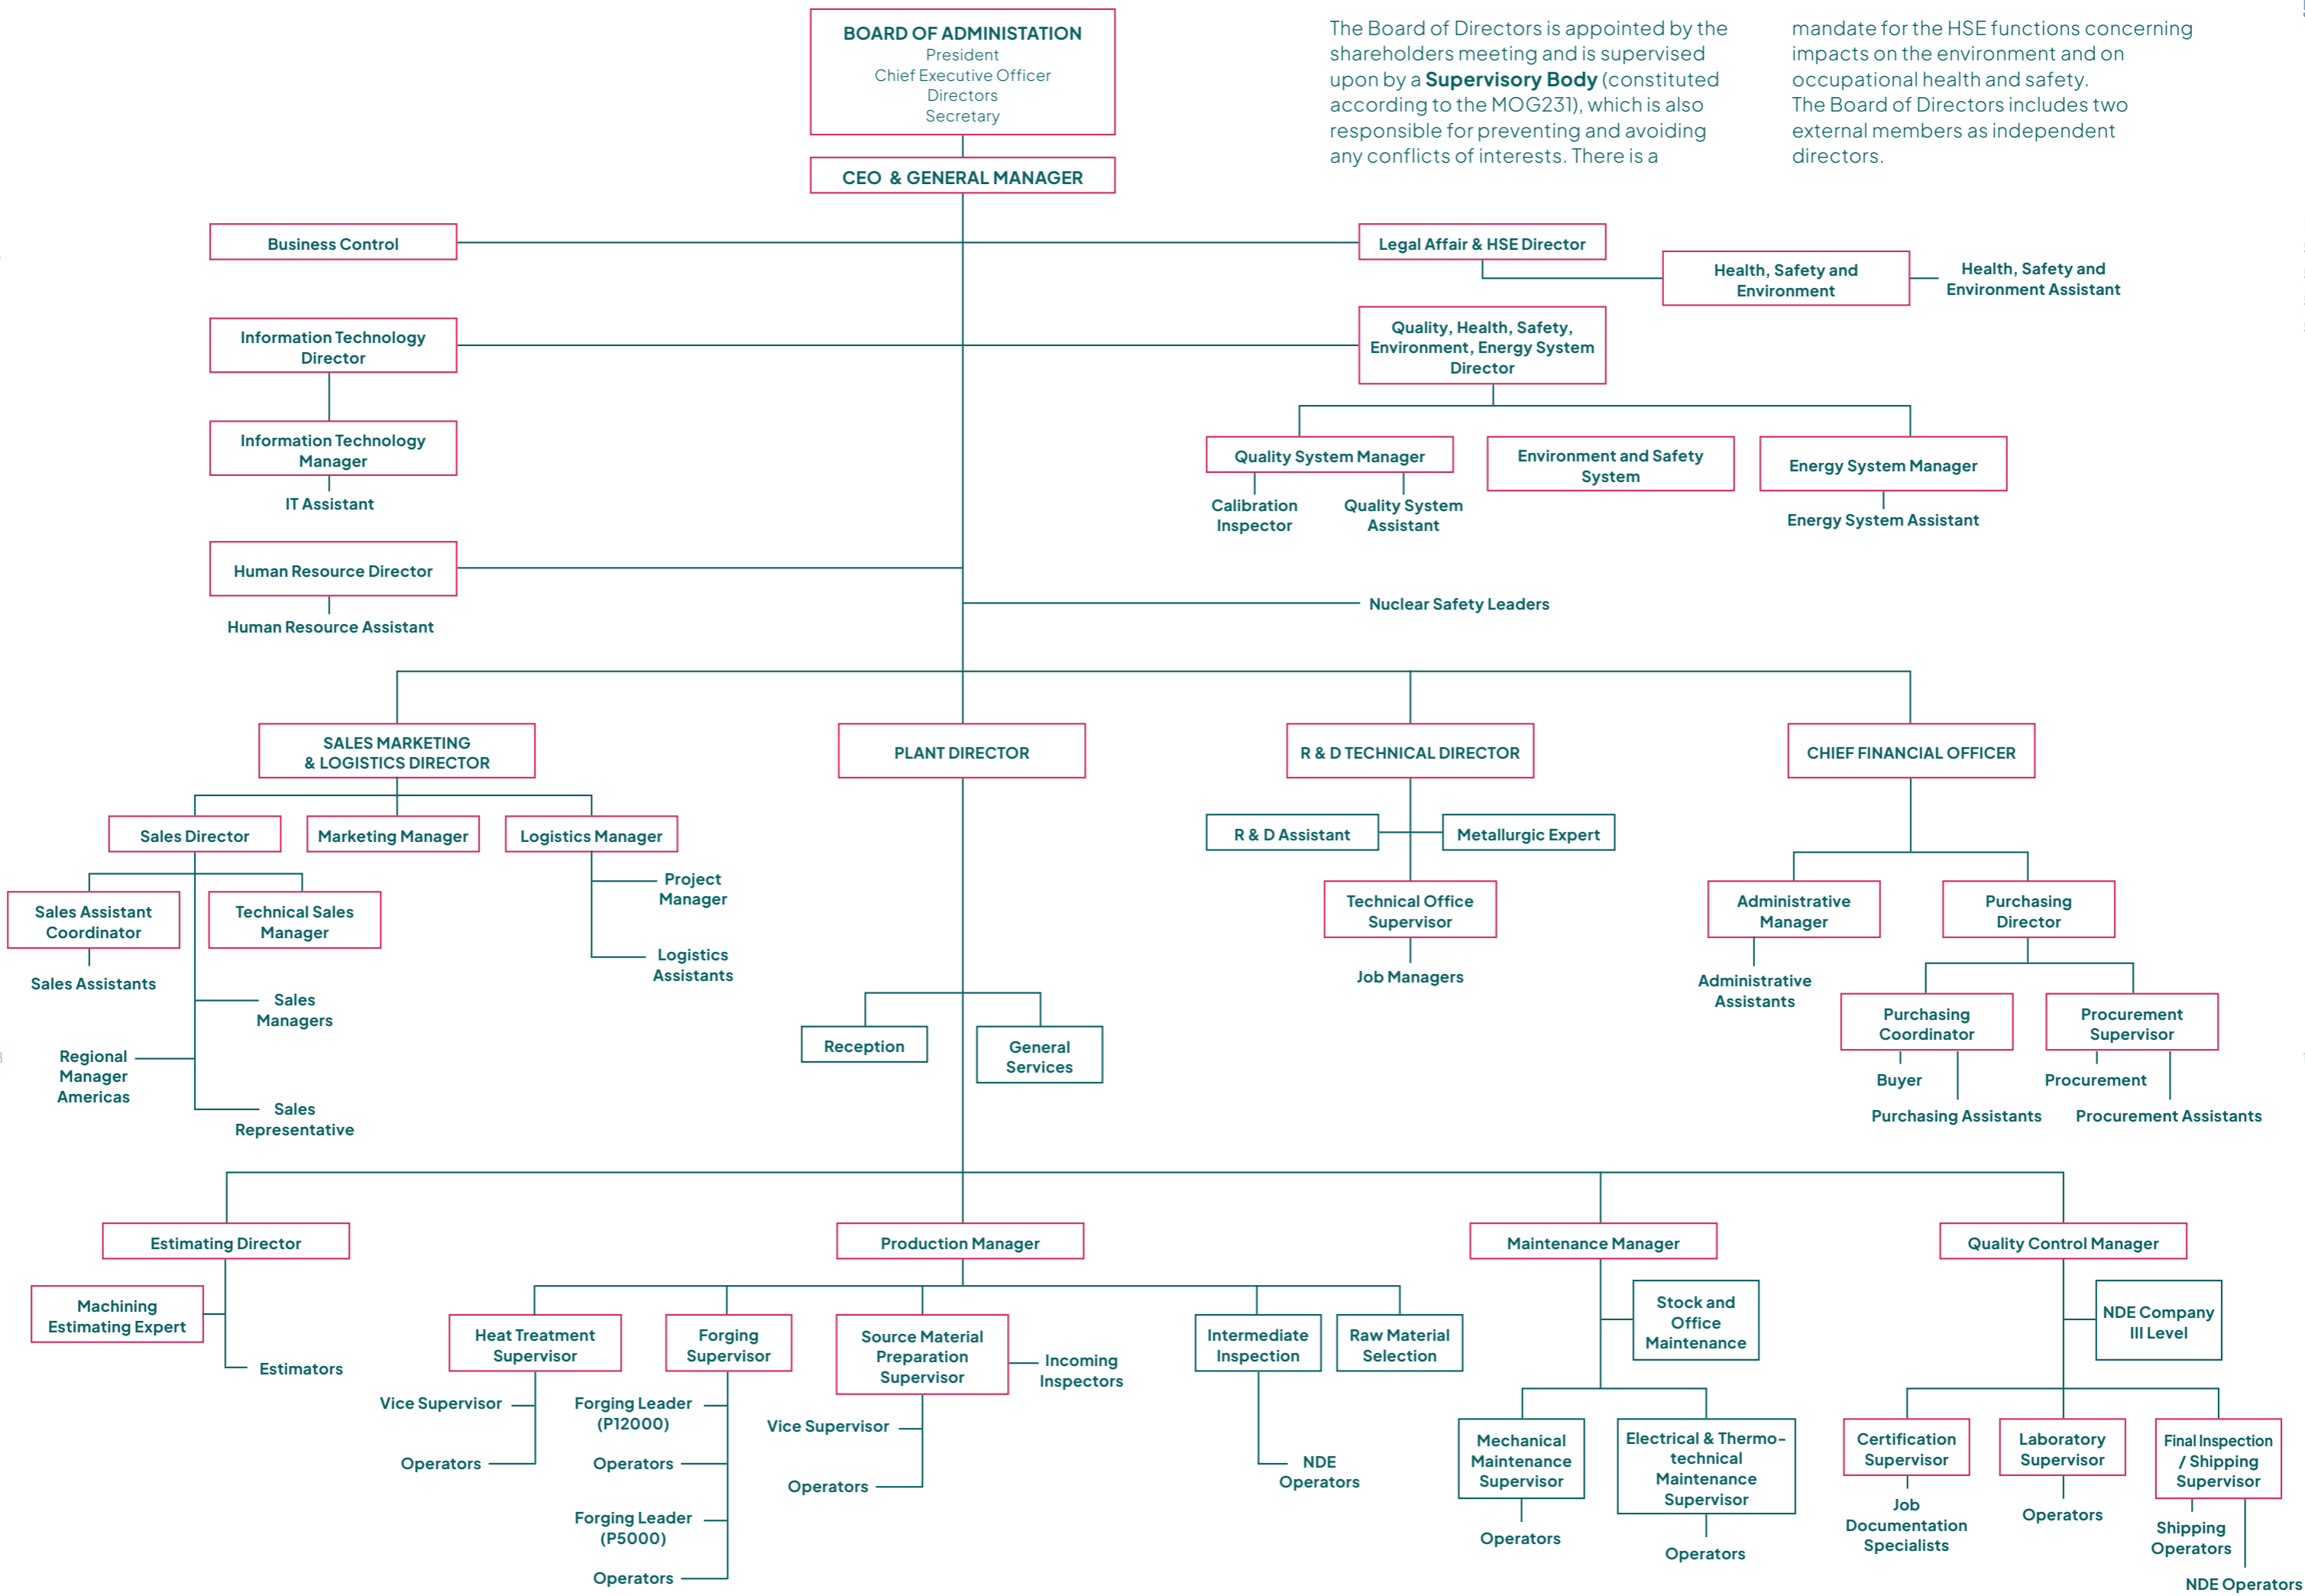 BOARD OF ADMINISTATION
President
Chief Executive Officer
Directors
Secretary
The Board of Directors is appointed by the
shareholders meeting and is supervised
upon by a Supervisory Body (constituted
according to the MOG231), which is also
responsible for preventing and avoiding
any conflicts of interests. There is a
mandate for the HSE functions concerning
impacts on the environment and on
occupational health and safety.
The Board of Directors includes two
external members as independent
directors.
CEO & GENERAL MANAGER
Business Control
Legal Affair & HSE Director
Health, Safety and
Environment
Health, Safety and
Environment Assistant
Information Technology
Director
Quality, Health, Safety,
Environment, Energy System
Director
Information Technology
Manager
IT Assistant
Quality System Manager
Calibration
Inspector
Quality System
Assistant
Environment and Safety
System
Energy System Manager
Energy System Assistant
Human Resource Director
Human Resource Assistant
Nuclear Safety Leaders
SALES MARKETING
& LOGISTICS DIRECTOR
PLANT DIRECTOR
R & D TECHNICAL DIRECTOR
CHIEF FINANCIAL OFFICER
Sales Director
Marketing Manager
Logistics Manager
Project
Manager
Logistics
Assistants
Sales Assistant
Coordinator
Technical Sales
Manager
Sales Assistants
Sales
Managers
Regional
Manager
Americas
Sales
Representative
Reception
General
Services
R & D Assistant
Metallurgic Expert
Technical Office
Supervisor
Job Managers
Administrative
Manager
Purchasing
Director
Administrative
Assistants
Purchasing
Coordinator
Procurement
Supervisor
Buyer
Procurement
Purchasing Assistants
Procurement Assistants
Estimating Director
Production Manager
Maintenance Manager
Quality Control Manager
Machining
Estimating Expert
Estimators
Heat Treatment
Supervisor
Vice Supervisor
Operators
Forging
Supervisor
Forging Leader
(P12000)
Operators
Forging Leader
(P5000)
Operators
Source Material
Preparation
Supervisor
Incoming
Inspectors
Vice Supervisor
Operators
Intermediate
Inspection
NDE
Operators
Raw Material
Selection
Stock and
Office
Maintenance
Mechanical
Maintenance
Supervisor
Operators
Electrical & Thermo-
technical
Maintenance
Supervisor
Operators
NDE Company
III Level
Certification
Supervisor
Job
Documentation
Specialists
Laboratory
Supervisor
Operators
Final Inspection
/ Shipping
Supervisor
Shipping
Operators
NDE Operators